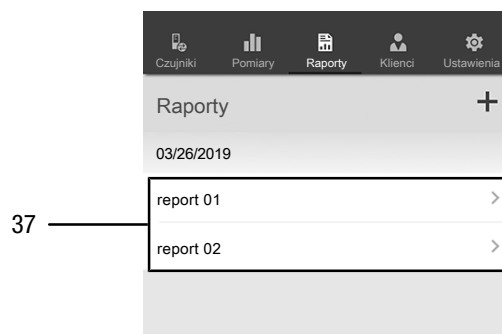 Czujniki Pomiary Raporty Klienci Ustawienia
Raporty +
03/26/2019
report 01 >
37
report 02 >